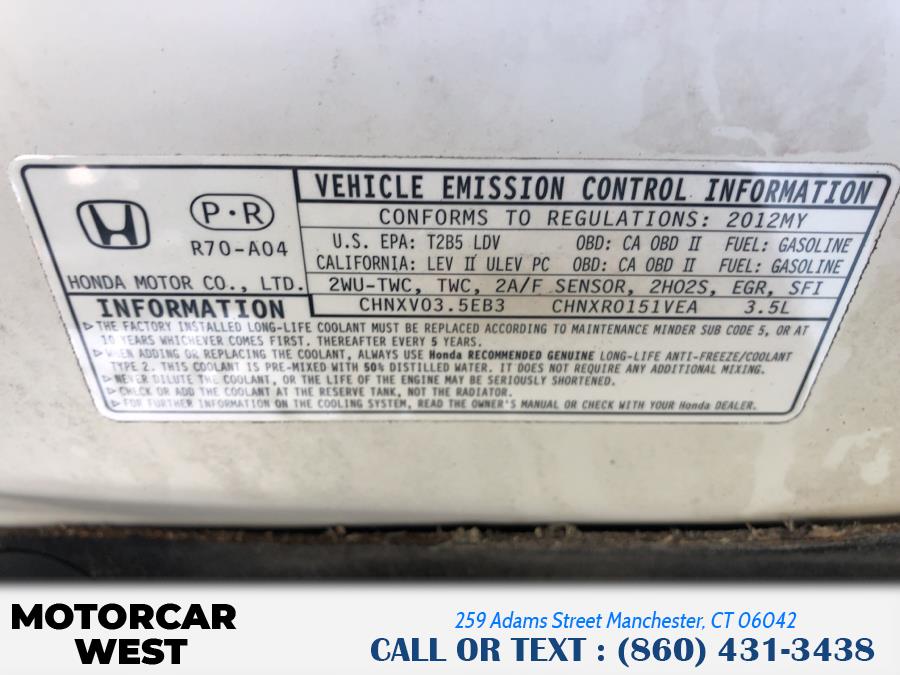 P·R
R70-A04
HONDA MOTOR CO., LTD.
VEHICLE EMISSION CONTROL INFORMATION
CONFORMS TO REGULATIONS: 2012MY
U.S. EPA: T2B5 LDV OBD: CA OBD II FUEL: GASOLINE
CALIFORNIA: LEV II ULEV PC OBD: CA OBD II FUEL: GASOLINE
2WU-TWC, TWC, 2A/F SENSOR, 2HO2S, EGR, SFI
CHNXV03.5EB3 CHNXR0151VEA 3.5L
INFORMATION
▷ THE FACTORY INSTALLED LONG-LIFE COOLANT MUST BE REPLACED ACCORDING TO MAINTENANCE MINDER SUB CODE 5, OR AT
10 YEARS WHICHEVER COMES FIRST. THEREAFTER EVERY 5 YEARS.
▷ WHEN ADDING OR REPLACING THE COOLANT, ALWAYS USE Honda RECOMMENDED GENUINE LONG-LIFE ANTI-FREEZE/COOLANT
TYPE 2. THIS COOLANT IS PRE-MIXED WITH 50% DISTILLED WATER. IT DOES NOT REQUIRE ANY ADDITIONAL MIXING.
▷ NEVER DILUTE THE COOLANT, OR THE LIFE OF THE ENGINE MAY BE SERIOUSLY SHORTENED.
▷ CHECK OR ADD THE COOLANT AT THE RESERVE TANK, NOT THE RADIATOR.
▷ FOR FURTHER INFORMATION ON THE COOLING SYSTEM, READ THE OWNER'S MANUAL OR CHECK WITH YOUR Honda DEALER.
MOTORCAR
WEST
259 Adams Street Manchester, CT 06042
CALL OR TEXT : (860) 431-3438